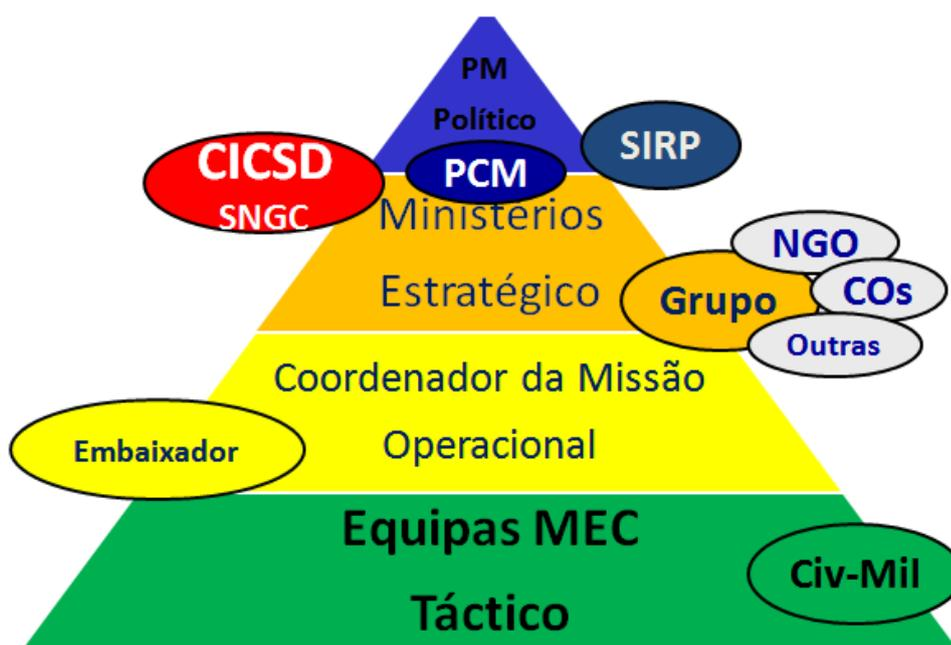 PM
Político
CICSD
SNGC
PCM
SIRP
Ministérios
Estratégico
Grupo
NGO
COs
Outras
Coordenador da Missão
Operacional
Embaixador
Equipas MEC
Táctico
Civ-Mil